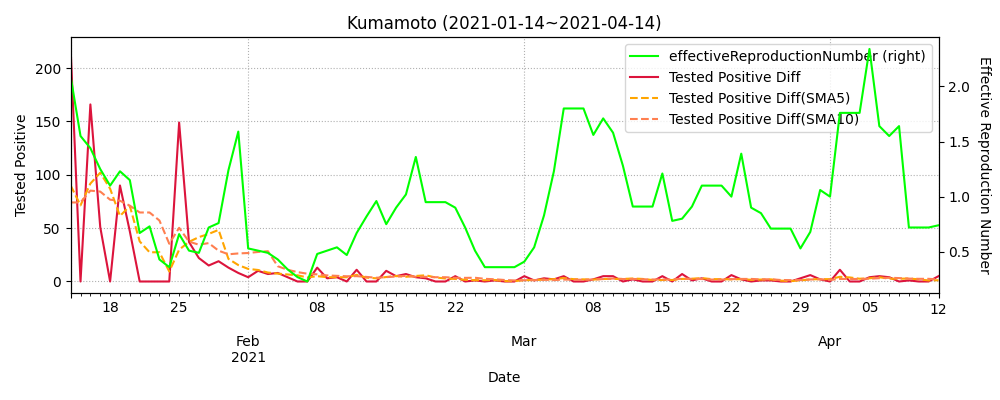 Kumamoto (2021-01-14~2021-04-14)
effectiveReproductionNumber (right)
Tested Positive Diff
Tested Positive Diff(SMA5)
Tested Positive Diff(SMA10)
Tested Positive
200
150
100
50
0
Effective Reproduction Number
2.0
1.5
1.0
0.5
18 25 08 15 22 08 15 22 29 05 12
Feb Mar Apr
2021
Date